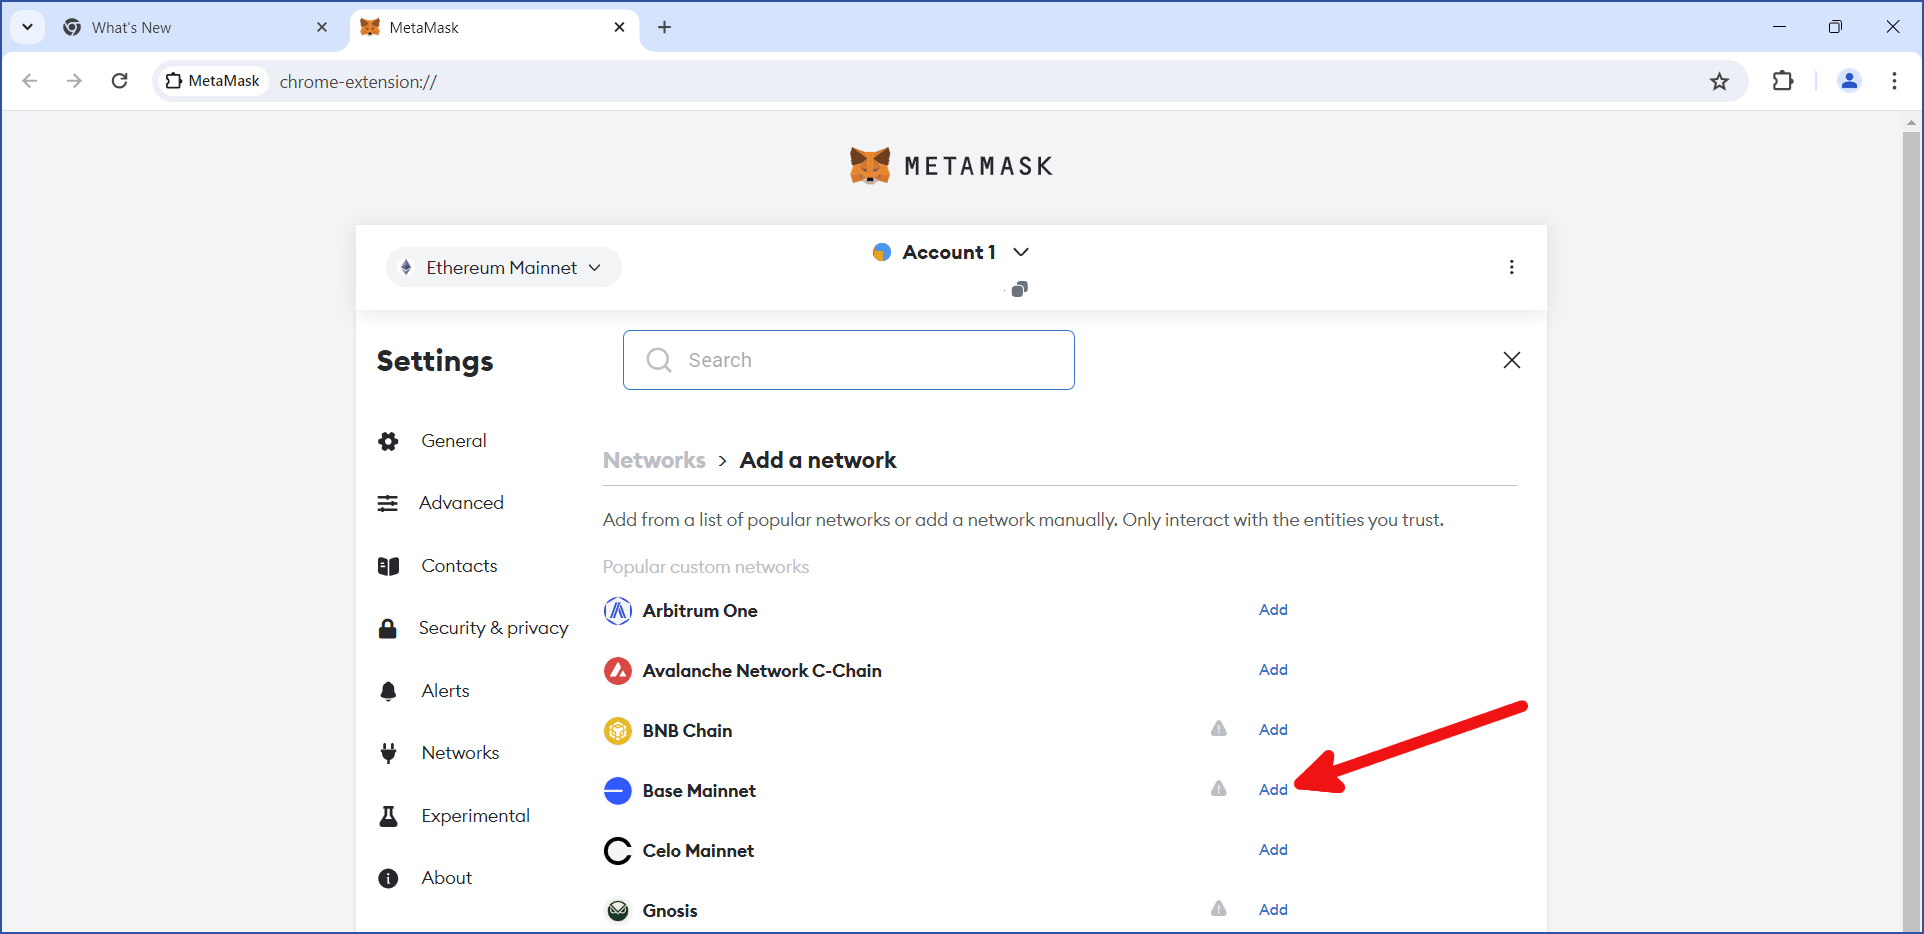 What's New
MetaMask
MetaMask chrome-extension://
METAMASK
Ethereum Mainnet
Account 1
Settings
Search
General
Advanced
Contacts
Security & privacy
Alerts
Networks
Experimental
About
Networks > Add a network
Add from a list of popular networks or add a network manually. Only interact with the entities you trust.
Popular custom networks
Arbitrum One Add
Avalanche Network C-Chain Add
BNB Chain Add
Base Mainnet Add
Celo Mainnet Add
Gnosis Add